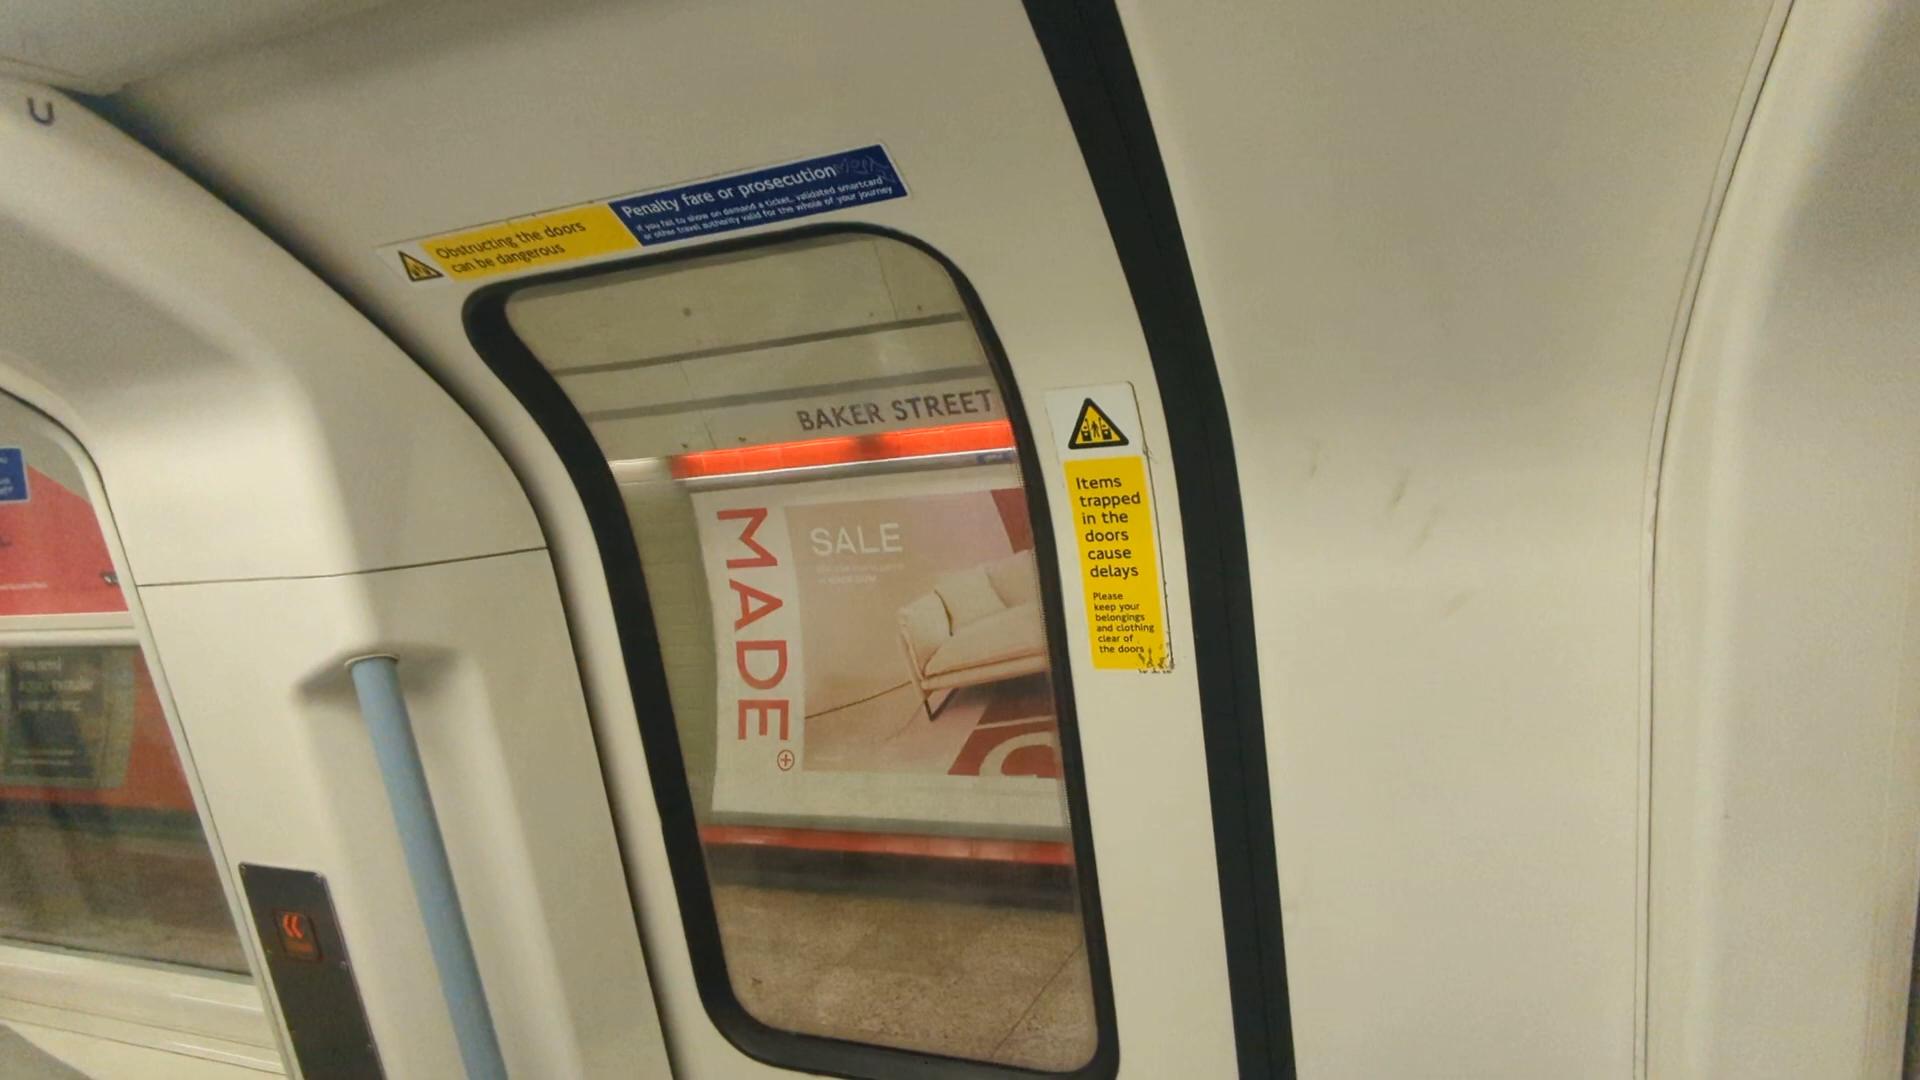 Obstructing the doors
can be dangerous
Penalty fare or prosecution
If you fail to show on demand a ticket, validated smartcard
or other travel authority valid for the whole of your journey
BAKER STREET
MADE
SALE
Items
trapped
in the
doors
cause
delays
Please
keep your
belongings
and clothing
clear of
the doors